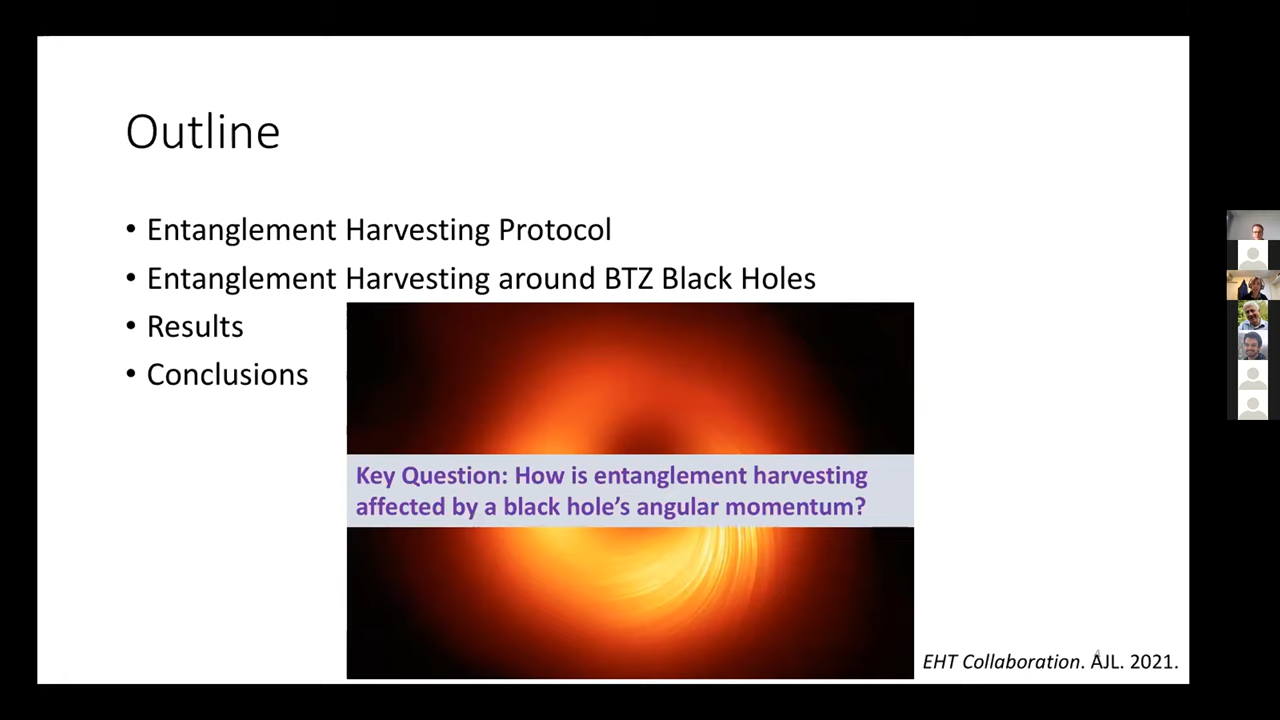 Outline
• Entanglement Harvesting Protocol
• Entanglement Harvesting around BTZ Black Holes
• Results
• Conclusions
Key Question: How is entanglement harvesting
affected by a black hole’s angular momentum?
EHT Collaboration. AJL. 2021.